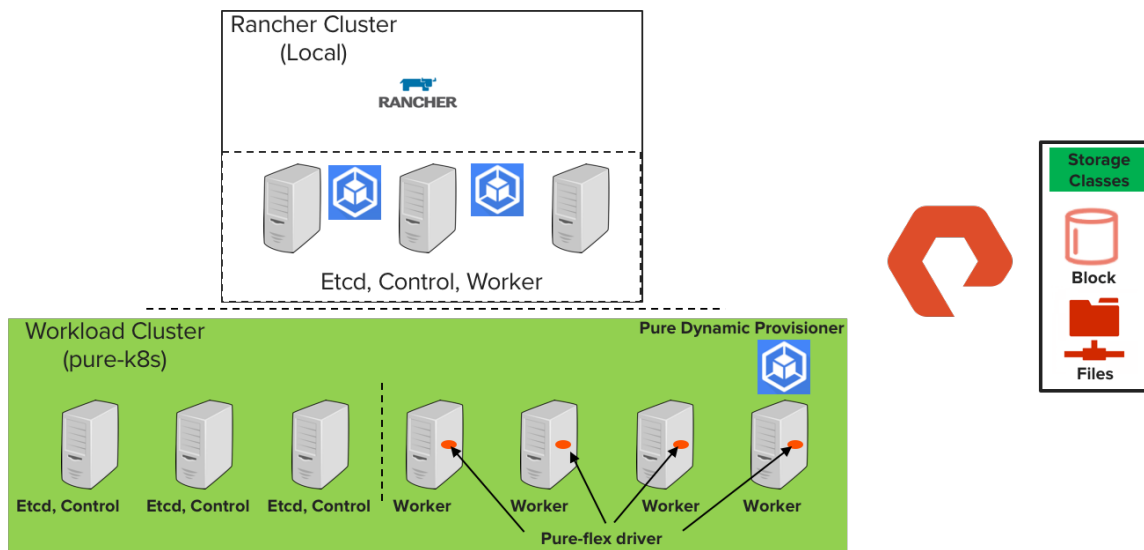 Rancher Cluster
(Local)
RANCHER
Etcd, Control, Worker
Storage
Classes
Block
Files
Workload Cluster
(pure-k8s)
Pure Dynamic Provisioner
Etcd, Control
Etcd, Control
Etcd, Control
Worker
Worker
Worker
Worker
Pure-flex driver